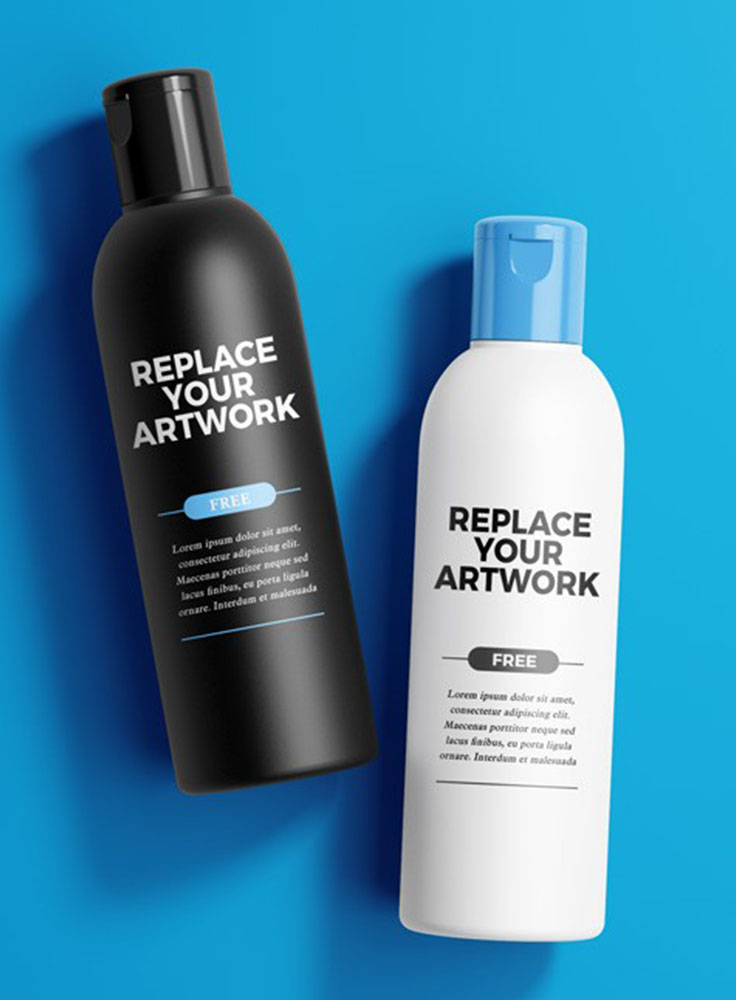 REPLACE
YOUR
ARTWORK
FREE
Lorem ipsum dolor sit amet,
consectetur adipiscing elit.
Maecenas porttitor neque sed
lacus finibus, eu porta ligula
ornare. Interdum et malesuada
REPLACE
YOUR
ARTWORK
FREE
Lorem ipsum dolor sit amet,
consectetur adipiscing elit.
Maecenas porttitor neque sed
lacus finibus, eu porta ligula
ornare. Interdum et malesuada